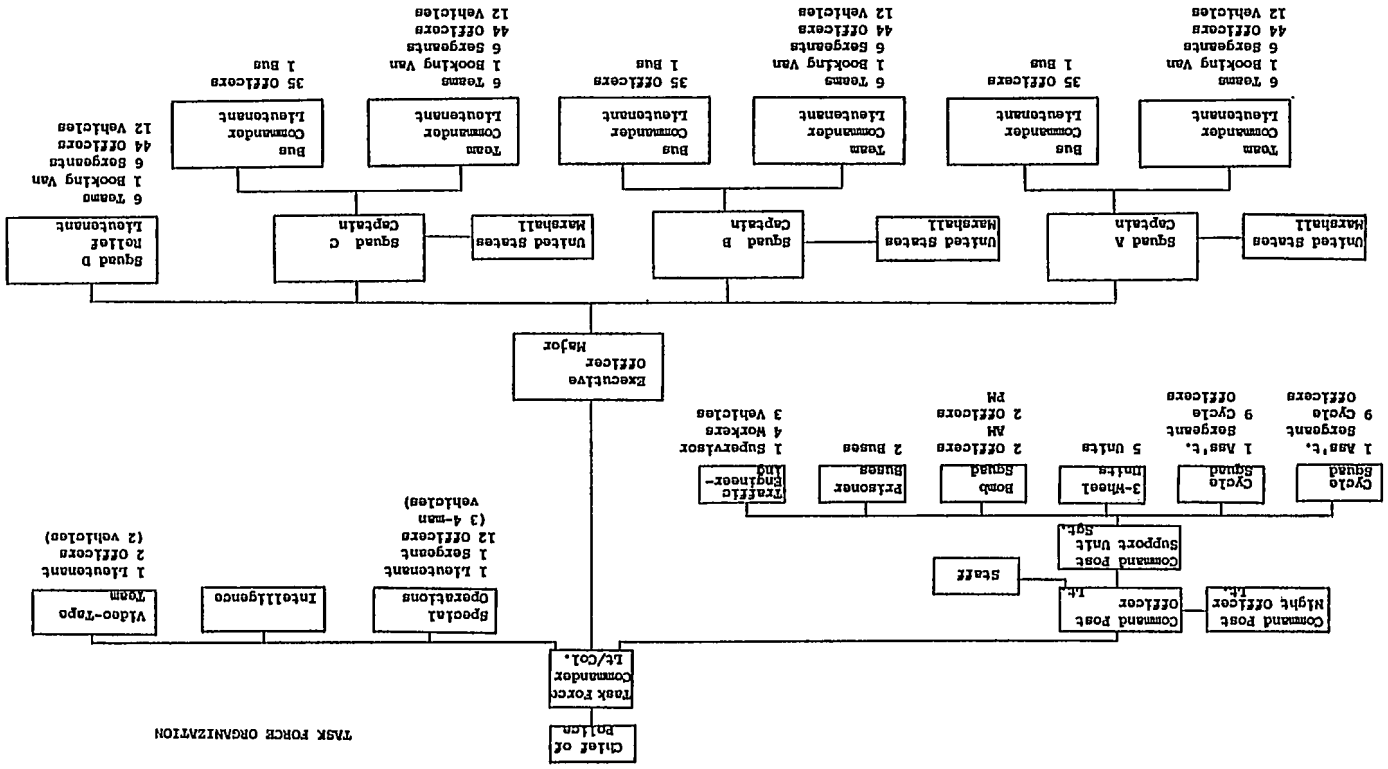 TASK FORCE ORGANIZATION
Chief of
Police
Task Force
Commander
Lt/Col.
Command Post
Night Officer
Lt.
Command Post
Officer
Lt.
Staff
Command Post
Support Unit
Sgt.
Cycle
Squad
1 Ass't.
Sergeant
9 Cycle
Officers
Cycle
Squad
1 Ass't.
Sergeant
9 Cycle
Officers
3-Wheel
Units
5 Units
Bomb
Squad
2 Officers
AM
2 Officers
PM
Prisoner
Buses
2 Buses
Traffic
Engineer-
ing
1 Supervisor
4 Workers
3 Vehicles
Special
Operations
1 Lieutenant
1 Sergeant
12 Officers
(3 4-man
vehicles)
Intelligence
Video-Tape
Team
1 Lieutenant
2 Officers
(2 vehicles)
Executive
Officer
Major
United States
Marshall
Squad A
Captain
Team
Commander
Lieutenant
6 Teams
1 Booking Van
6 Sergeants
44 Officers
12 Vehicles
Bus
Commander
Lieutenant
35 Officers
1 Bus
United States
Marshall
Squad B
Captain
Team
Commander
Lieutenant
6 Teams
1 Booking Van
6 Sergeants
44 Officers
12 Vehicles
Bus
Commander
Lieutenant
35 Officers
1 Bus
United States
Marshall
Squad C
Captain
Team
Commander
Lieutenant
6 Teams
1 Booking Van
6 Sergeants
44 Officers
12 Vehicles
Bus
Commander
Lieutenant
35 Officers
1 Bus
Squad D
Relief
Lieutenant
6 Teams
1 Booking Van
6 Sergeants
44 Officers
12 Vehicles